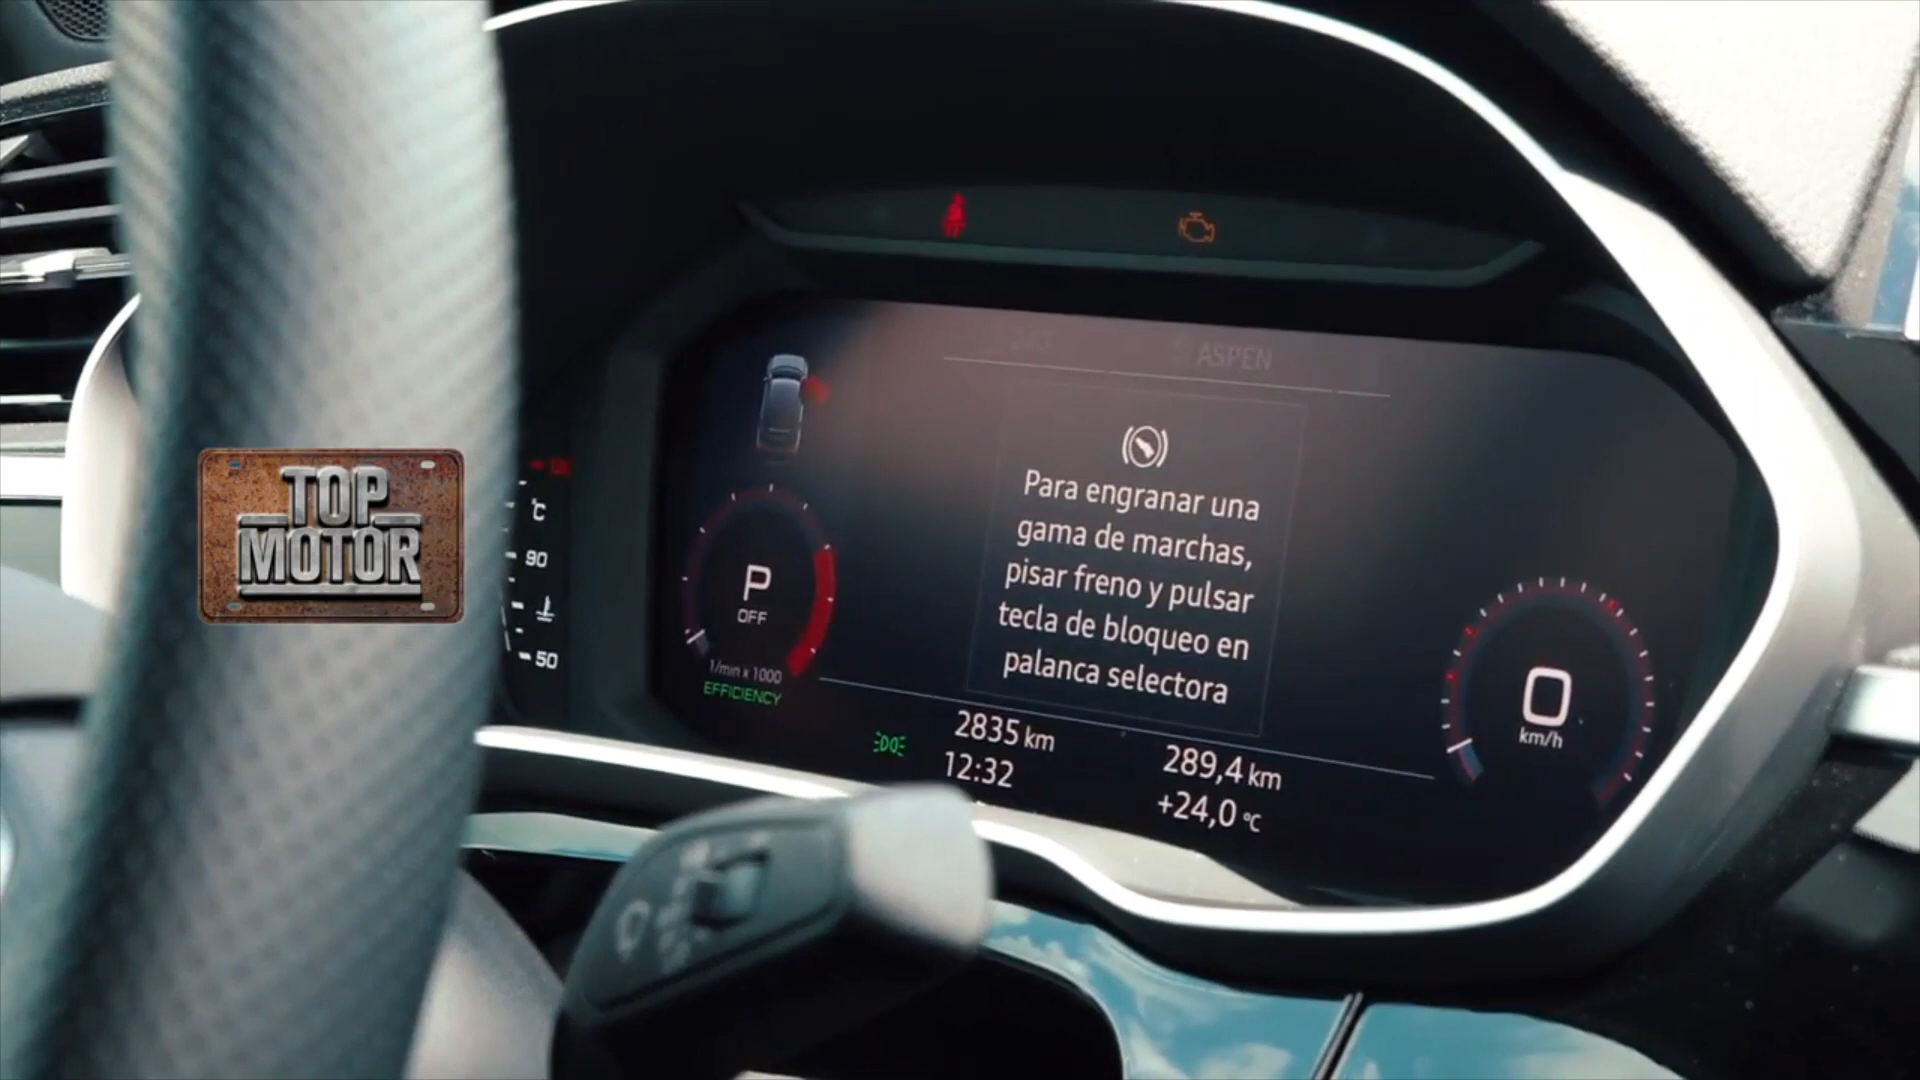 ASPEN
Para engranar una
gama de marchas,
pisar freno y pulsar
tecla de bloqueo en
palanca selectora
TOP
MOTOR
°C
90
50
P
OFF
1/min x 1000
EFFICIENCY
0
km/h
2835 km
12:32
289,4 km
+24,0 °C